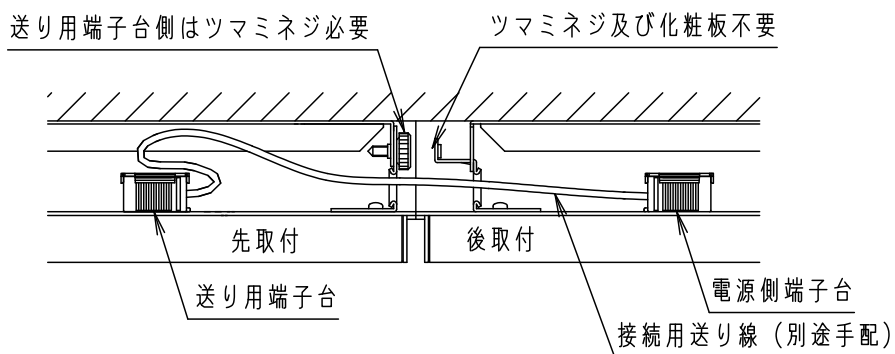 送り用端子台側はツマミネジ必要
ツマミネジ及び化粧板不要
先取付
後取付
送り用端子台
電源側端子台
接続用送り線（別途手配）